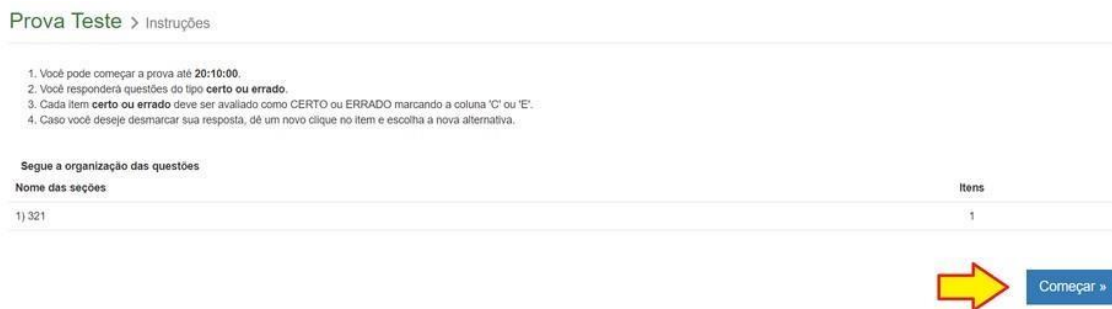 Prova Teste > Instruções
1. Você pode começar a prova até 20:10:00.
2. Você responderá questões do tipo certo ou errado.
3. Cada item certo ou errado deve ser avaliado como CERTO ou ERRADO marcando a coluna 'C' ou 'E'.
4. Caso você deseje desmarcar sua resposta, dê um novo clique no item e escolha a nova alternativa.
Segue a organização das questões
Nome das seções Itens
1) 321 1
Começar »